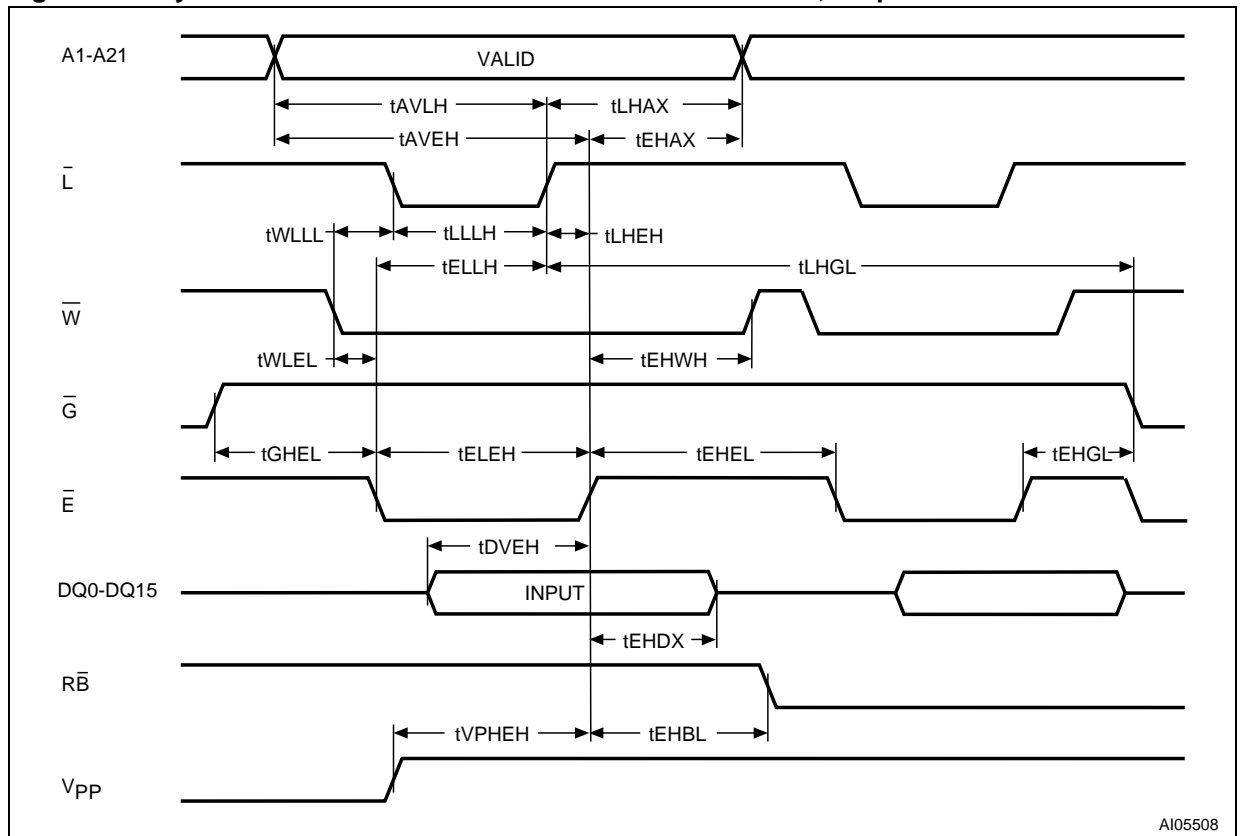 A1-A21
VALID
tAVLH
tLHAX
tAVEH
tEHAX
L̅
tWLLL
tLLLH
tLHEH
tELLH
tLHGL
W̅
tWLEL
tEHWH
G̅
tGHEL
tELEH
tEHEL
tEHGL
E̅
tDVEH
DQ0-DQ15
INPUT
tEHDX
RB̅
tVPHEH
tEHBL
VPP
AI05508